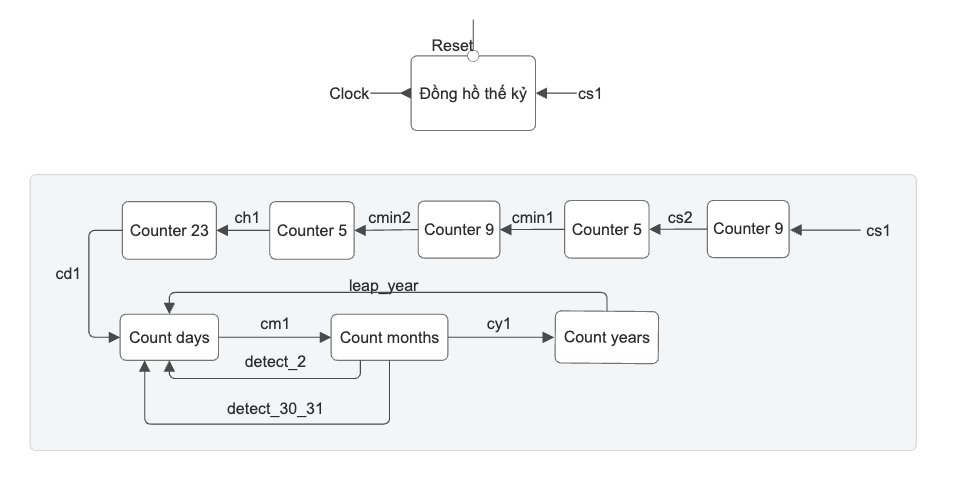 Reset
Clock
Đồng hồ thế kỷ
cs1
Counter 23
ch1
Counter 5
cmin2
Counter 9
cmin1
Counter 5
cs2
Counter 9
cs1
cd1
leap_year
Count days
cm1
Count months
cy1
Count years
detect_2
detect_30_31